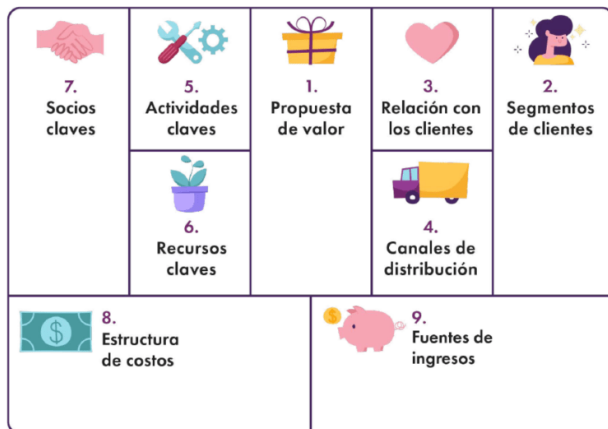 7.
Socios
claves
5.
Actividades
claves
1.
Propuesta
de valor
3.
Relación con
los clientes
2.
Segmentos
de clientes
6.
Recursos
claves
4.
Canales de
distribución
8.
Estructura
de costos
$
9.
Fuentes de
ingresos
$